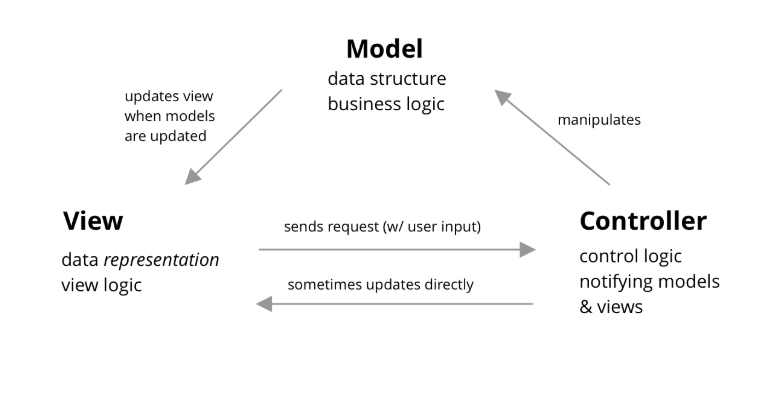 Model
data structure
business logic
updates view
when models
are updated
manipulates
View
data representation
view logic
sends request (w/ user input)
sometimes updates directly
Controller
control logic
notifying models
& views